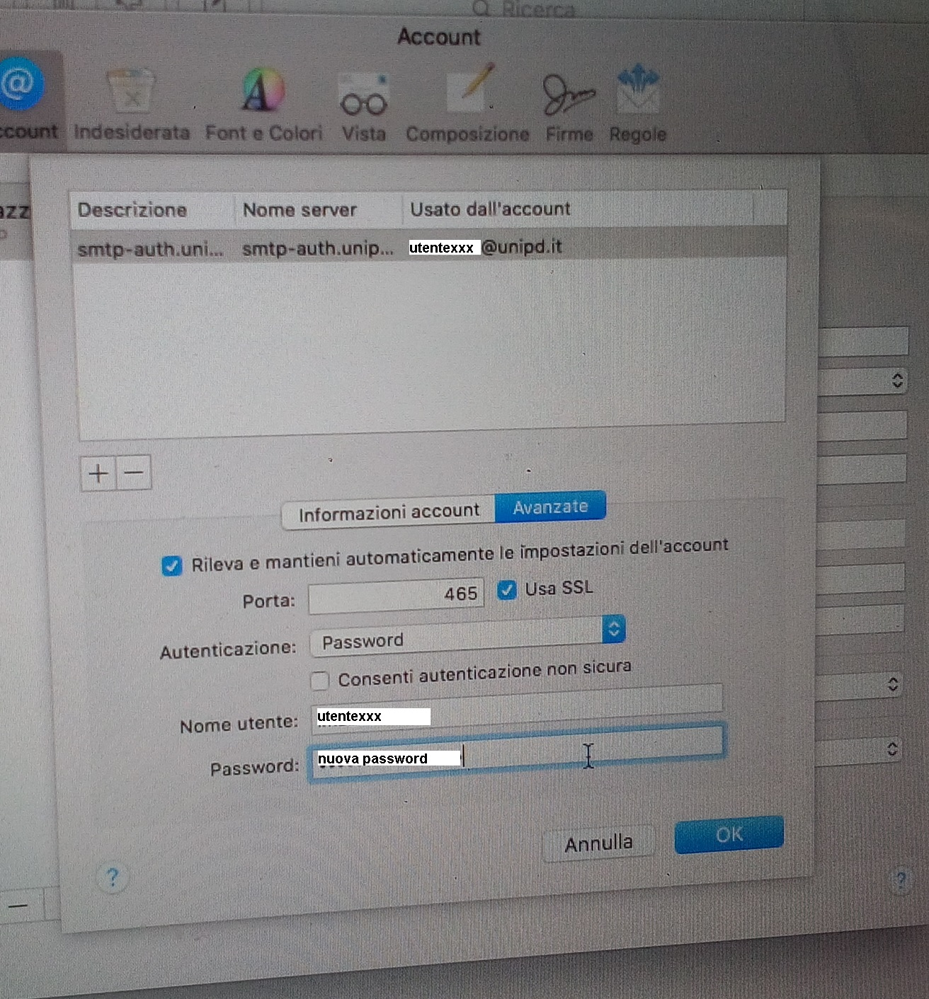 Ricerca
Account
ccount Indesiderata Font e Colori Vista Composizione Firme Regole
azz
Descrizione Nome server Usato dall'account
smtp-auth.uni... smtp-auth.unip... utentexxx @unipd.it
Informazioni account Avanzate
Rileva e mantieni automaticamente le impostazioni dell'account
Porta: 465 Usa SSL
Autenticazione: Password
Consenti autenticazione non sicura
Nome utente: utentexxx
Password: nuova password
Annulla OK
? ?